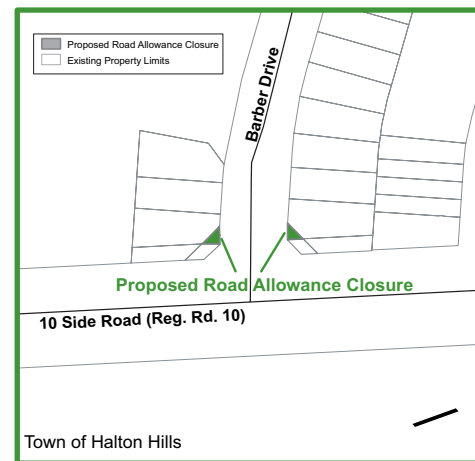 Proposed Road Allowance Closure
Existing Property Limits
Barber Drive
Proposed Road Allowance Closure
10 Side Road (Reg. Rd. 10)
Town of Halton Hills